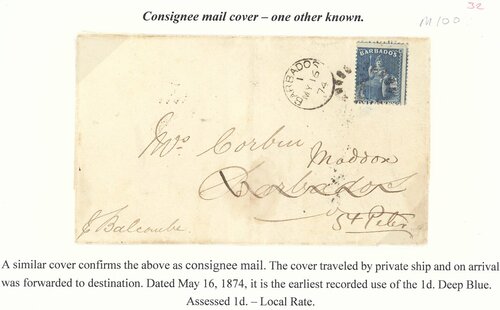 Consignee mail cover – one other known.
32
M100
BARBADOS
1
MY 16
74
BARBADOS
Mrs Corbin
Maddox
Barbados
St Peter
A similar cover confirms the above as consignee mail. The cover traveled by private ship and on arrival
was forwarded to destination. Dated May 16, 1874, it is the earliest recorded use of the 1d. Deep Blue.
Assessed 1d. – Local Rate.